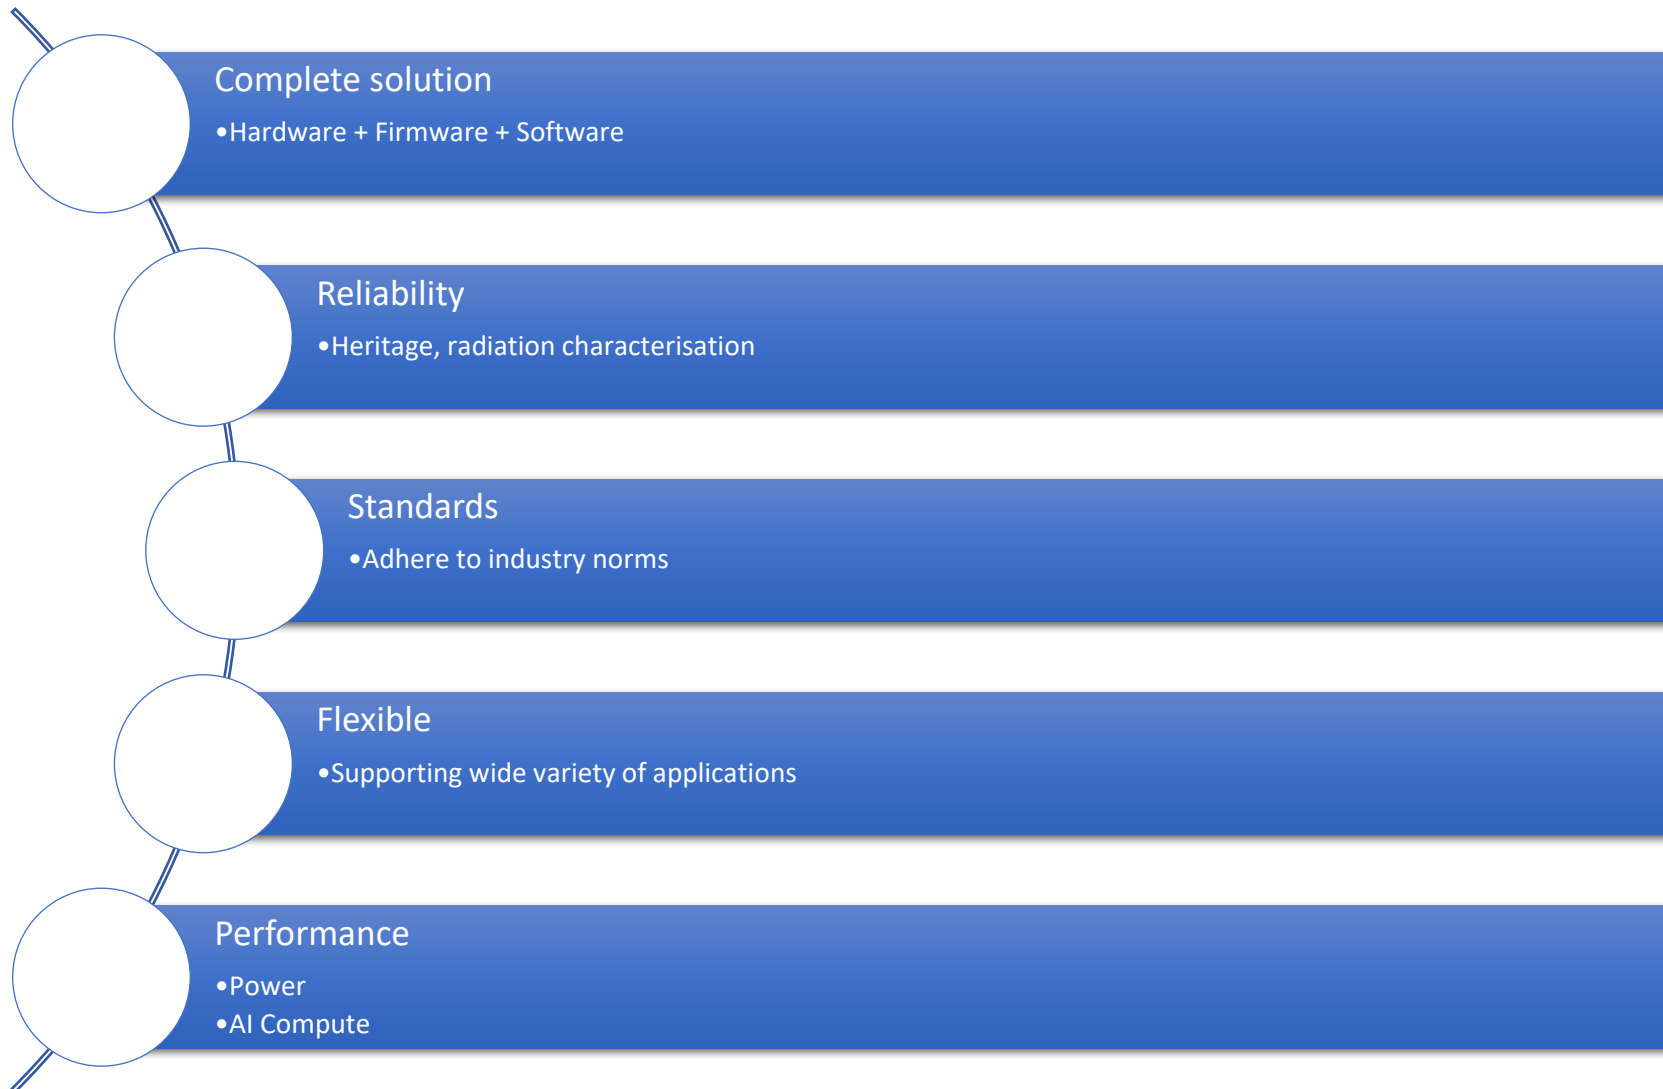 Complete solution
•Hardware + Firmware + Software
Reliability
•Heritage, radiation characterisation
Standards
•Adhere to industry norms
Flexible
•Supporting wide variety of applications
Performance
•Power
•AI Compute